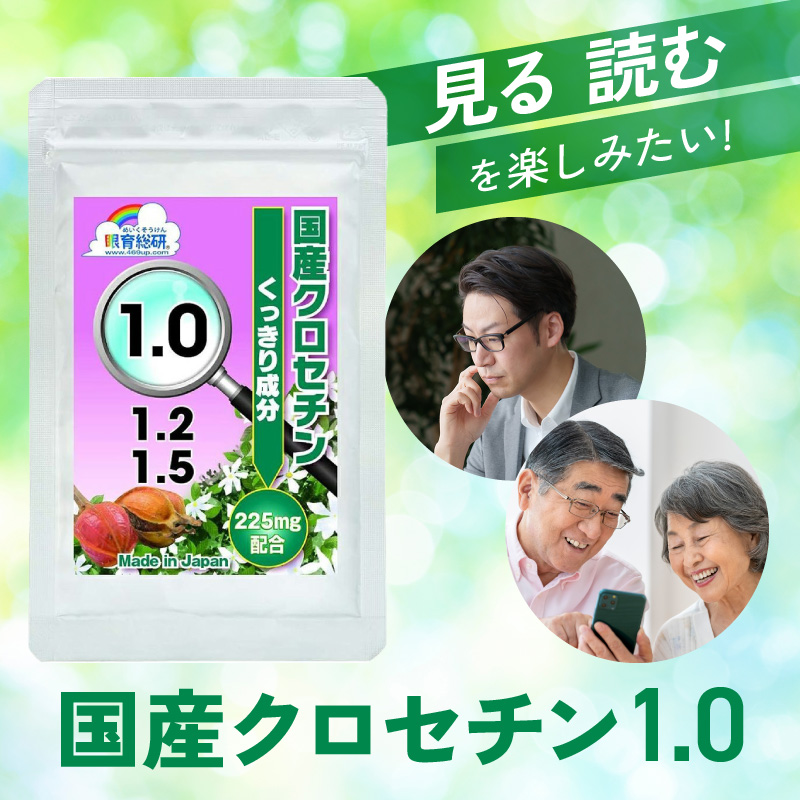 見る 読む
を楽しみたい!
めいくそうけん
眼育総研®
www.469up.com
国産クロセチン
くっきり成分
1.0
1.2
1.5
225mg
配合
Made in Japan
国産クロセチン1.0